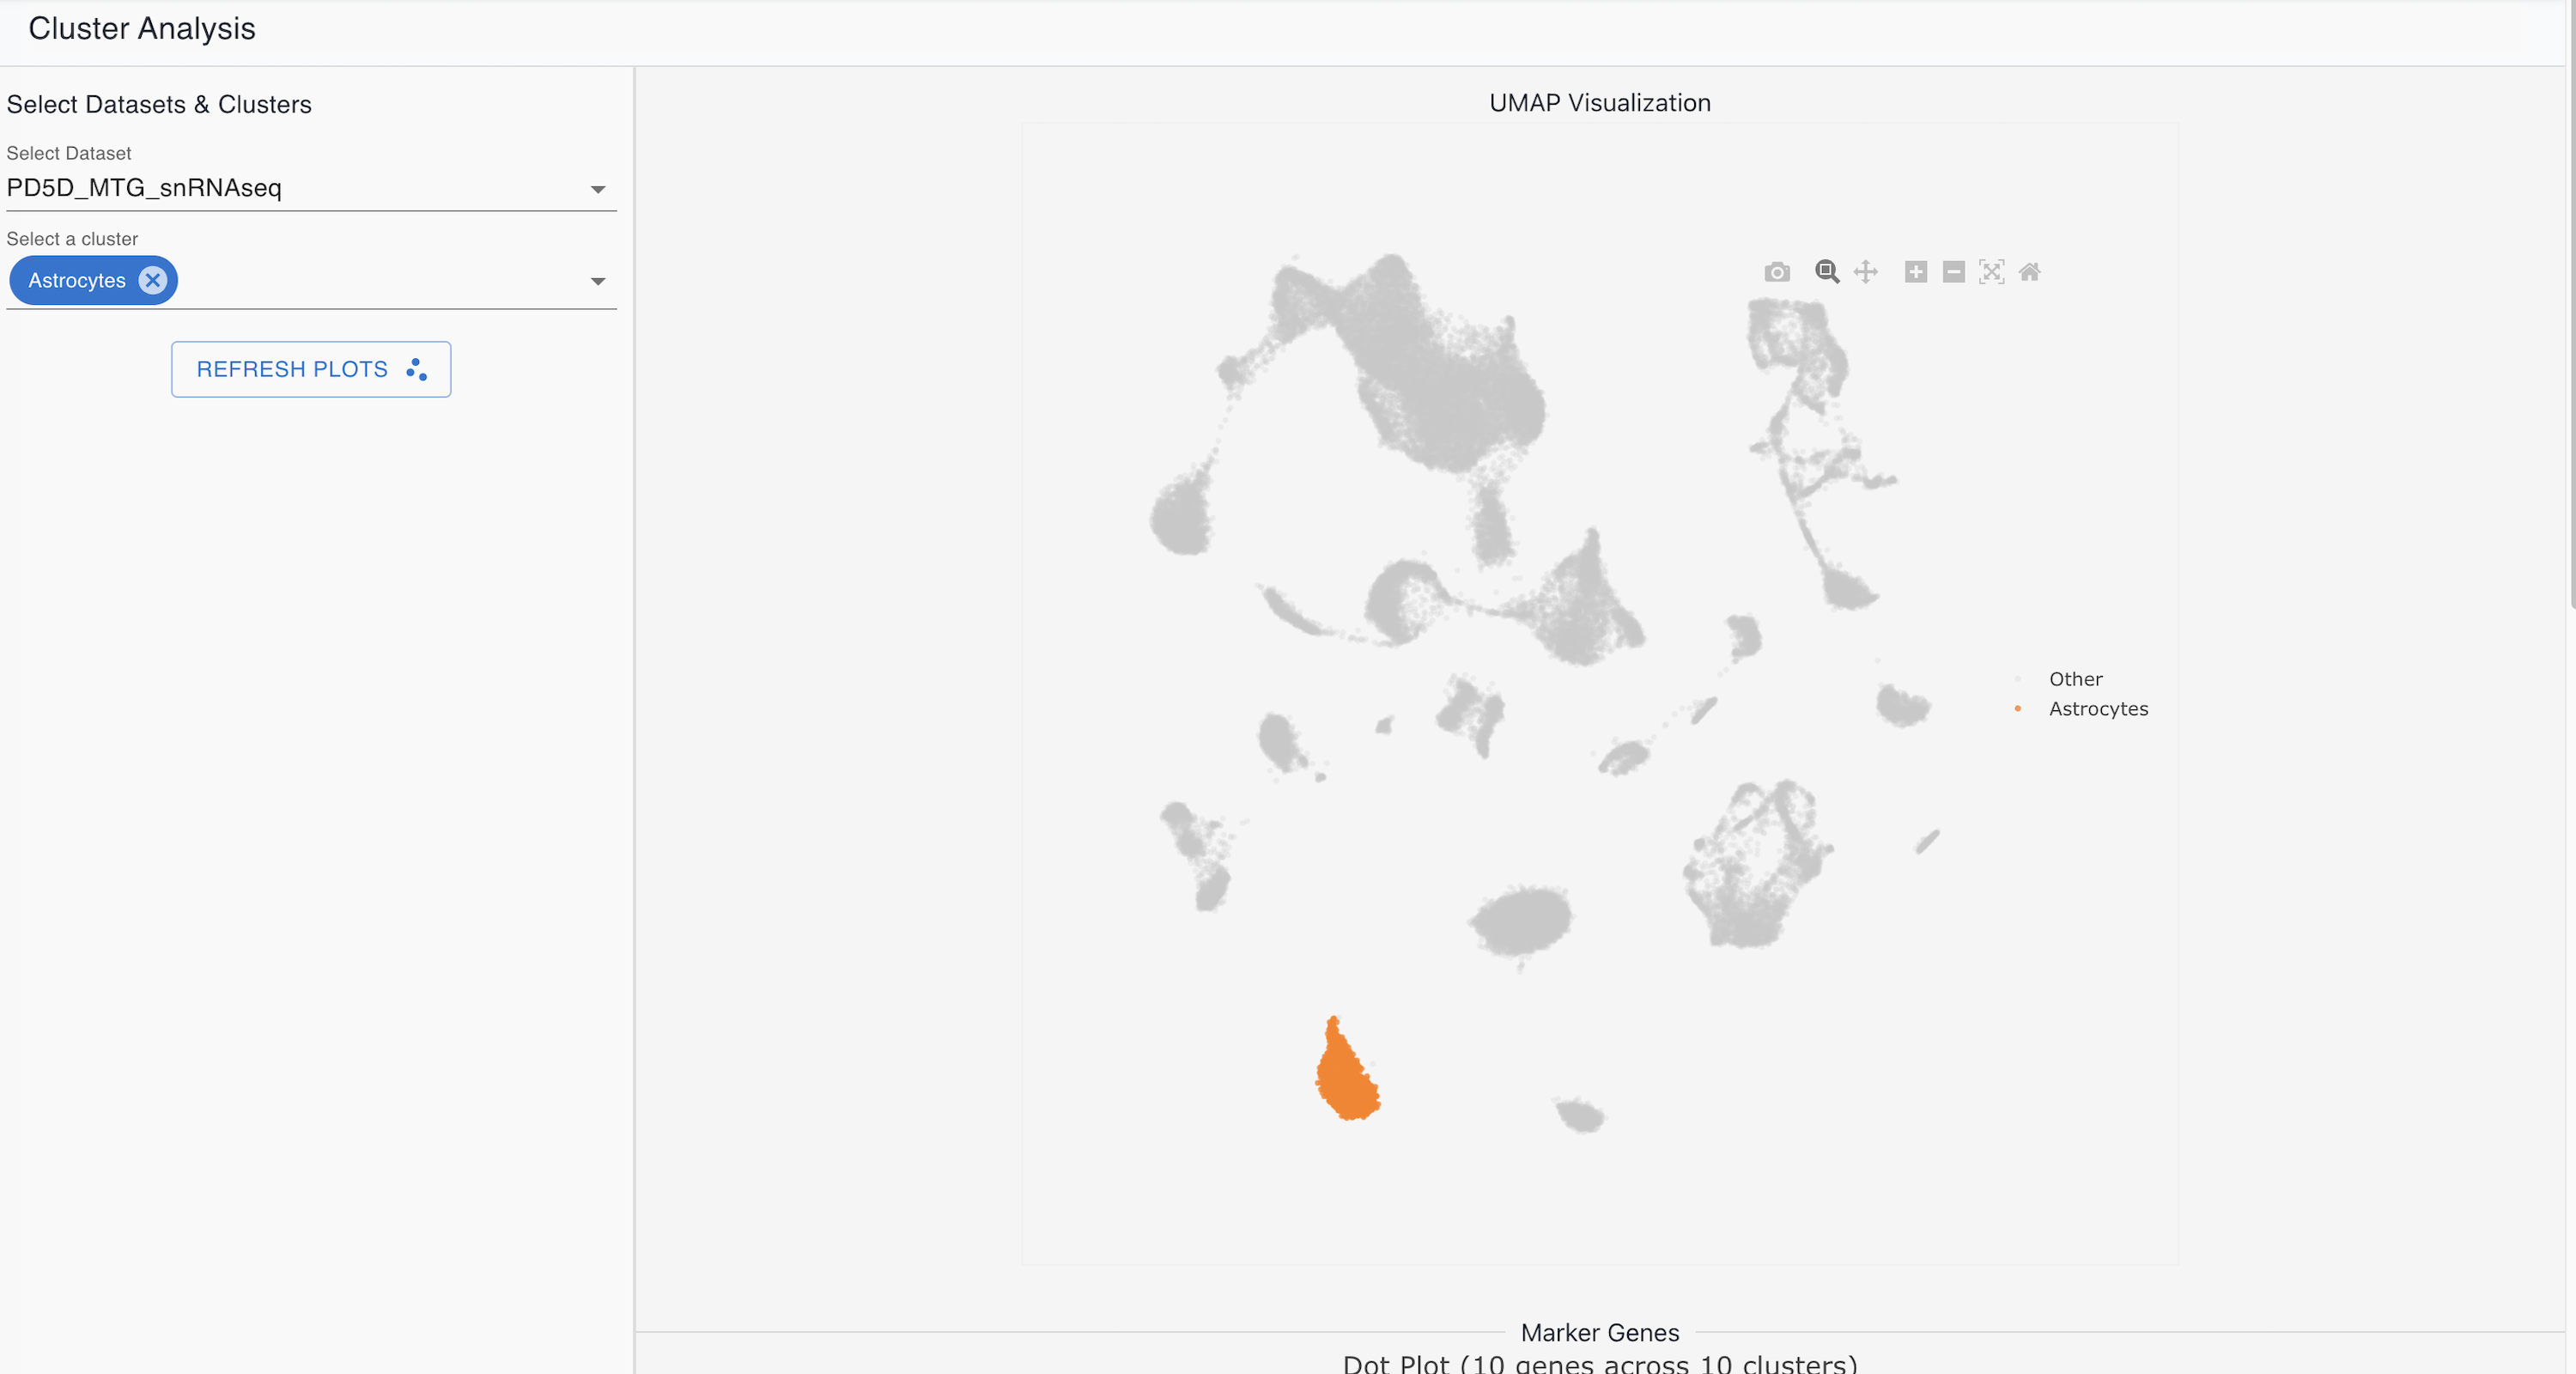 Cluster Analysis
Select Datasets & Clusters
Select Dataset
PD5D_MTG_snRNAseq
Select a cluster
Astrocytes
REFRESH PLOTS
UMAP Visualization
Other
Astrocytes
Marker Genes
Dot Plot (10 genes across 10 clusters)